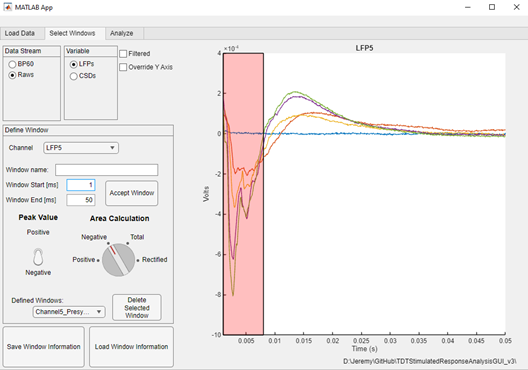 MATLAB App
Load Data
Select Windows
Analyze
Data Stream
BP60
Raws
Variable
LFPs
CSDs
Filtered
Override Y Axis
Define Window
Channel
LFP5
Window name:
Window Start [ms]
1
Window End [ms]
50
Accept Window
Peak Value
Positive
Negative
Area Calculation
Negative
Total
Positive
Rectified
Defined Windows:
Channel5_Presy...
Delete
Selected
Window
Save Window Information
Load Window Information
LFP5
×10⁻⁴
4
2
0
-2
-4
-6
-8
-10
Volts
0.005
0.01
0.015
0.02
0.025
0.03
0.035
0.04
0.045
0.05
Time (s)
D:\Jeremy\GitHub\TDTStimulatedResponseAnalysisGUI_v3\